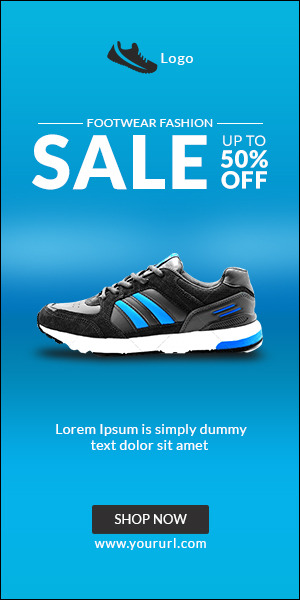 Logo
FOOTWEAR FASHION
SALE
UP TO
50%
OFF
Lorem Ipsum is simply dummy
text dolor sit amet
SHOP NOW
www.yoururl.com